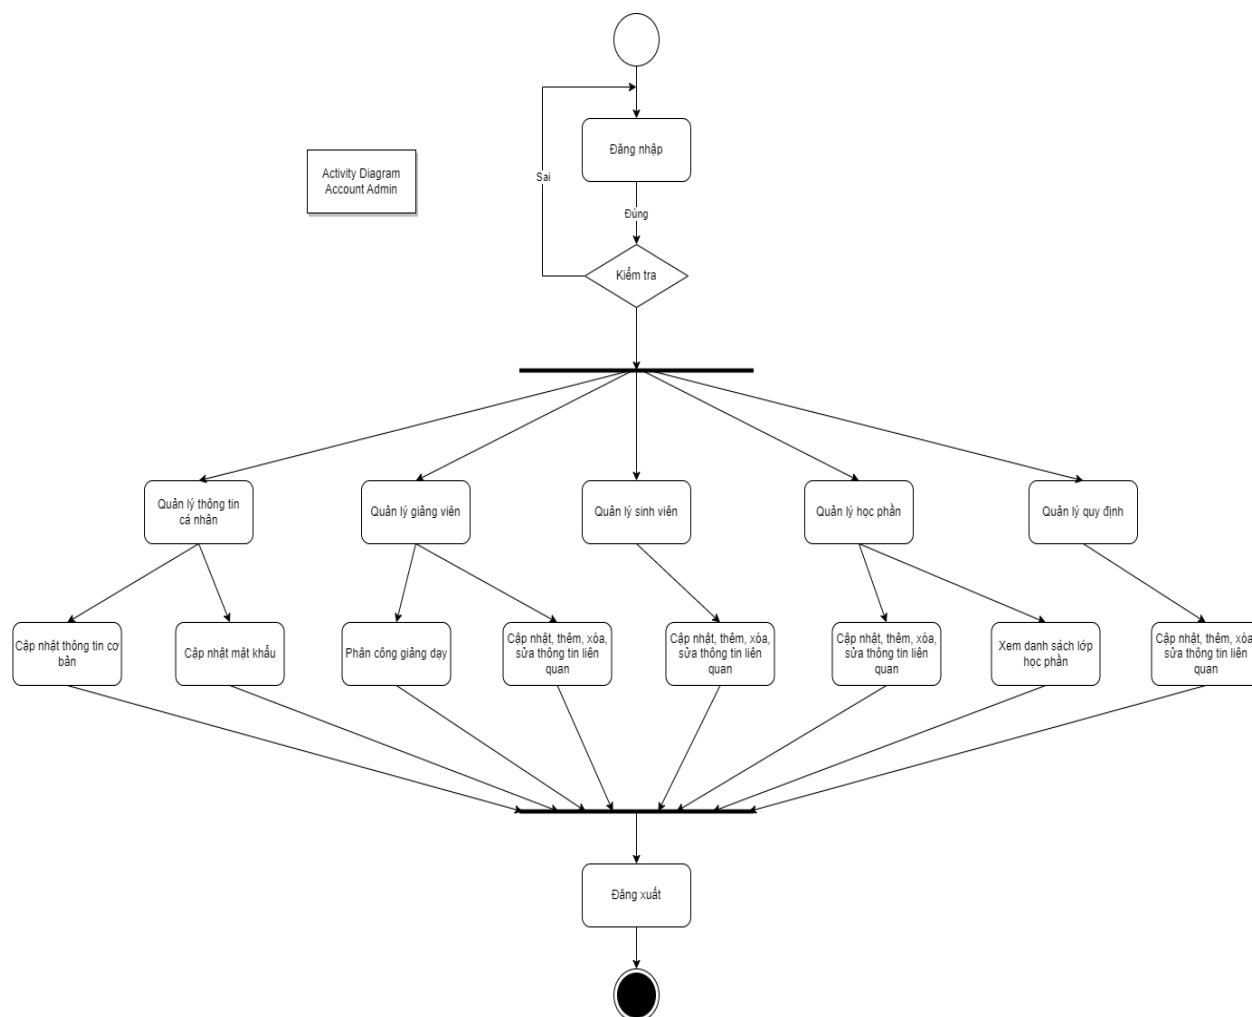 Đăng nhập
Activity Diagram
Account Admin
Sai
Đúng
Kiểm tra
Quản lý thông tin
cá nhân
Quản lý giảng viên
Quản lý sinh viên
Quản lý học phần
Quản lý quy định
Cập nhật thông tin cơ
bản
Cập nhật mật khẩu
Phân công giảng dạy
Cập nhật, thêm, xóa,
sửa thông tin liên
quan
Cập nhật, thêm, xóa,
sửa thông tin liên
quan
Cập nhật, thêm, xóa,
sửa thông tin liên
quan
Xem danh sách lớp
học phần
Cập nhật, thêm, xóa,
sửa thông tin liên
quan
Đăng xuất